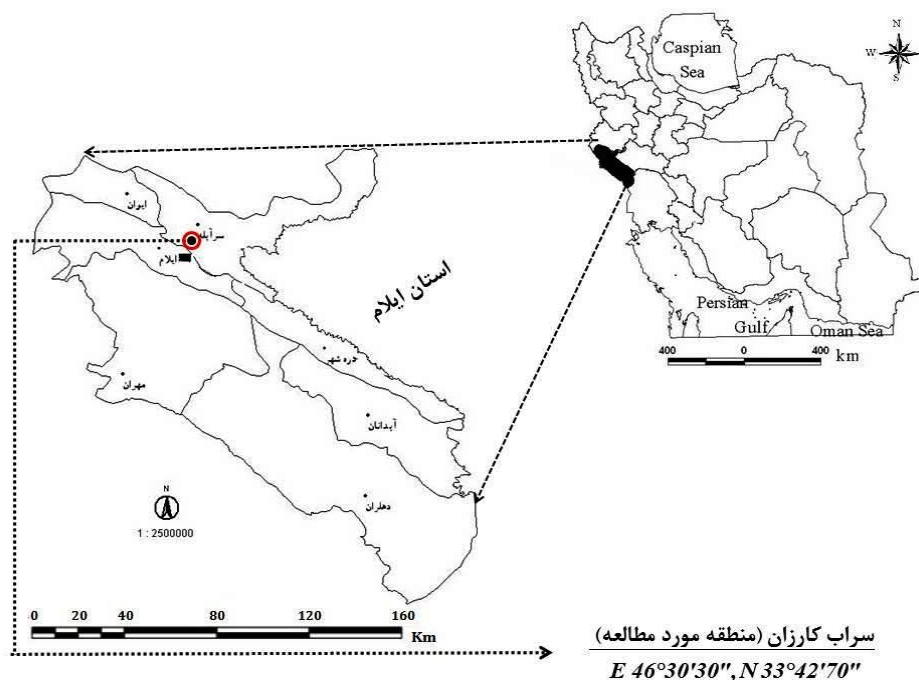 N
W
S
Caspian
Sea
Persian
Gulf
Oman Sea
400 0 400
km
ایوان
ایلام
استان ایلام
دره شهر
مهران
آبدانان
دهلران
N
1 : 2500000
0 20 40 80 120 160
Km
سراب کارزان (منطقه مورد مطالعه)
E 46°30'30", N 33°42'70"